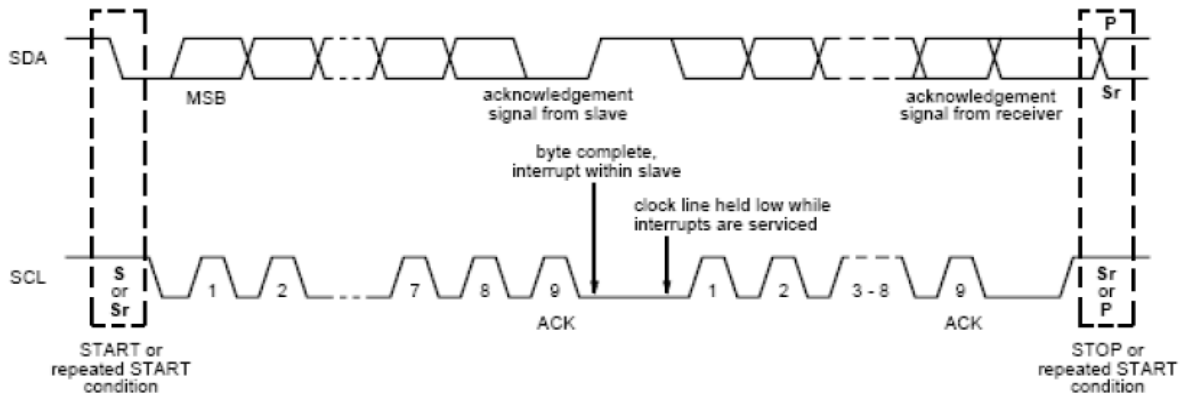 P
SDA
MSB
acknowledgement
signal from slave
acknowledgement
signal from receiver
Sr
byte complete,
interrupt within slave
clock line held low while
interrupts are serviced
SCL
S
or
Sr
1
2
7
8
9
1
2
3 - 8
9
Sr
or
P
ACK
ACK
START or
repeated START
condition
STOP or
repeated START
condition